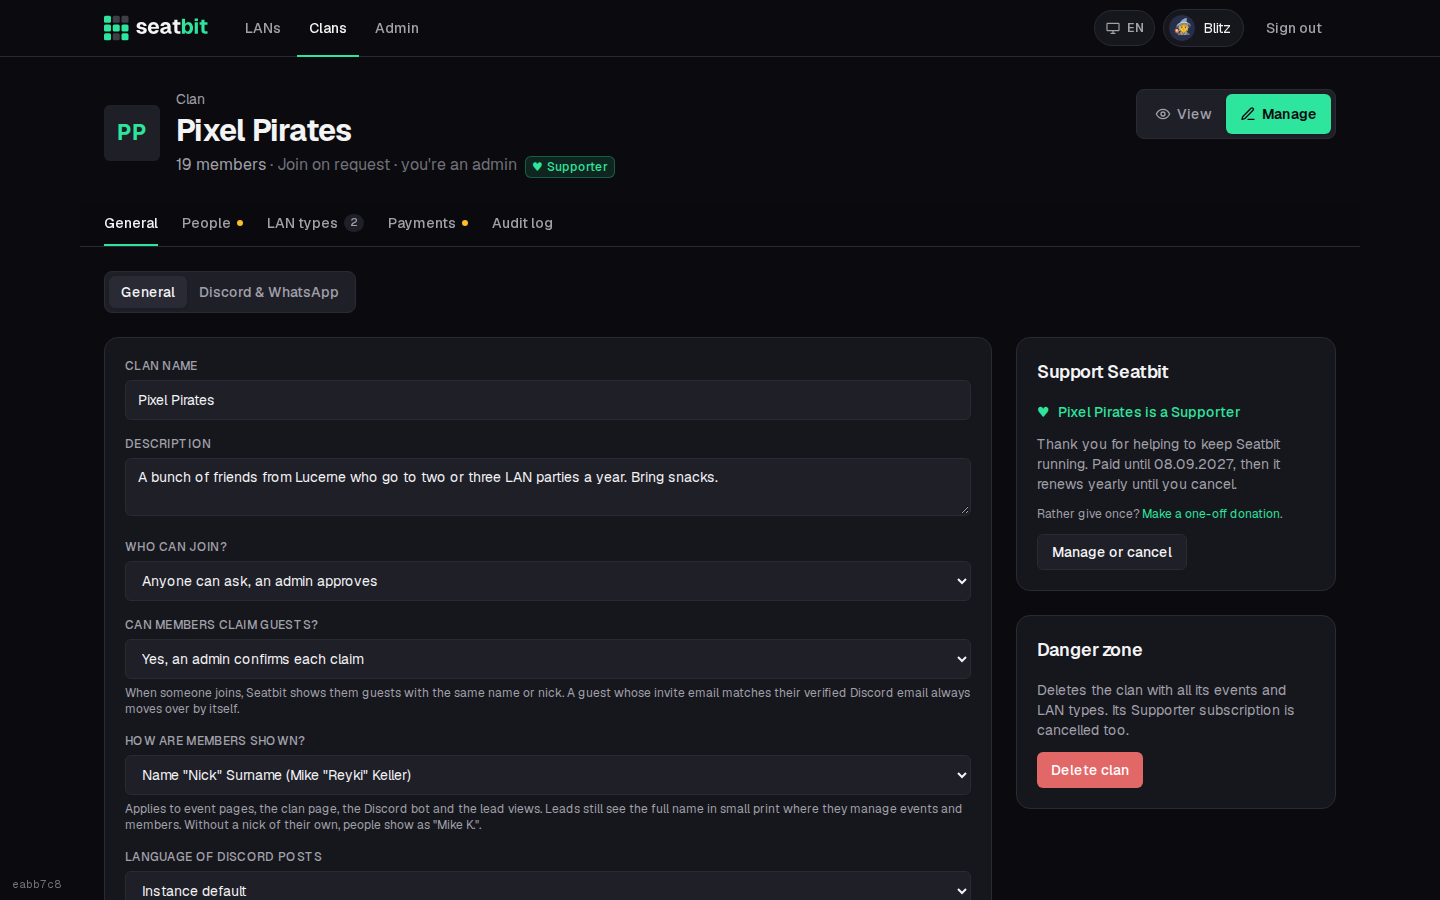 seatbit LANs Clans Admin EN Blitz Sign out
Clan
PP Pixel Pirates
19 members · Join on request · you're an admin ♥ Supporter
View Manage
General People LAN types 2 Payments Audit log
General Discord & WhatsApp
CLAN NAME
Pixel Pirates
DESCRIPTION
A bunch of friends from Lucerne who go to two or three LAN parties a year. Bring snacks.
WHO CAN JOIN?
Anyone can ask, an admin approves
CAN MEMBERS CLAIM GUESTS?
Yes, an admin confirms each claim
When someone joins, Seatbit shows them guests with the same name or nick. A guest whose invite email matches their verified Discord email always
moves over by itself.
HOW ARE MEMBERS SHOWN?
Name "Nick" Surname (Mike "Reyki" Keller)
Applies to event pages, the clan page, the Discord bot and the lead views. Leads still see the full name in small print where they manage events and
members. Without a nick of their own, people show as "Mike K.".
LANGUAGE OF DISCORD POSTS
Instance default
Support Seatbit
♥ Pixel Pirates is a Supporter
Thank you for helping to keep Seatbit
running. Paid until 08.09.2027, then it
renews yearly until you cancel.
Rather give once? Make a one-off donation.
Manage or cancel
Danger zone
Deletes the clan with all its events and
LAN types. Its Supporter subscription is
cancelled too.
Delete clan
eabb7c8